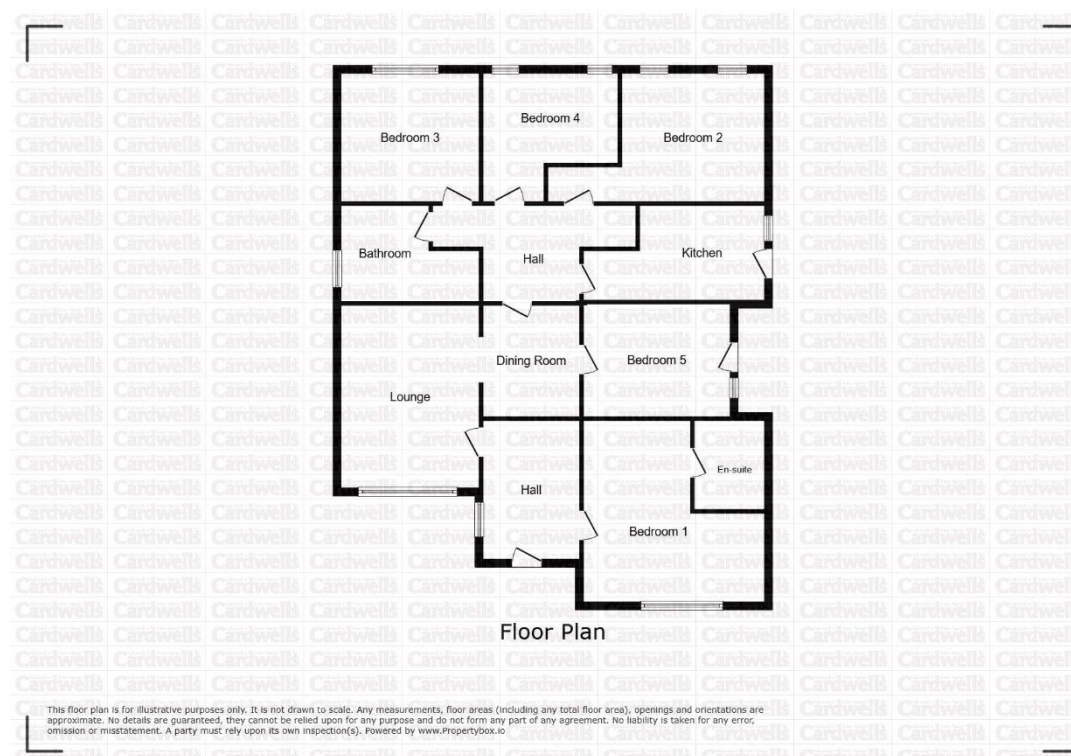 Bedroom 3
Bedroom 4
Bedroom 2
Bathroom
Hall
Kitchen
Dining Room
Bedroom 5
Lounge
Hall
En-suite
Bedroom 1
Floor Plan
This floor plan is for illustrative purposes only. It is not drawn to scale. Any measurements, floor areas (including any total floor area), openings and orientations are
approximate. No details are guaranteed, they cannot be relied upon for any purpose and do not form any part of any agreement. No liability is taken for any error,
omission or misstatement. A party must rely upon its own inspection(s). Powered by www.Propertybox.io
Cardwells